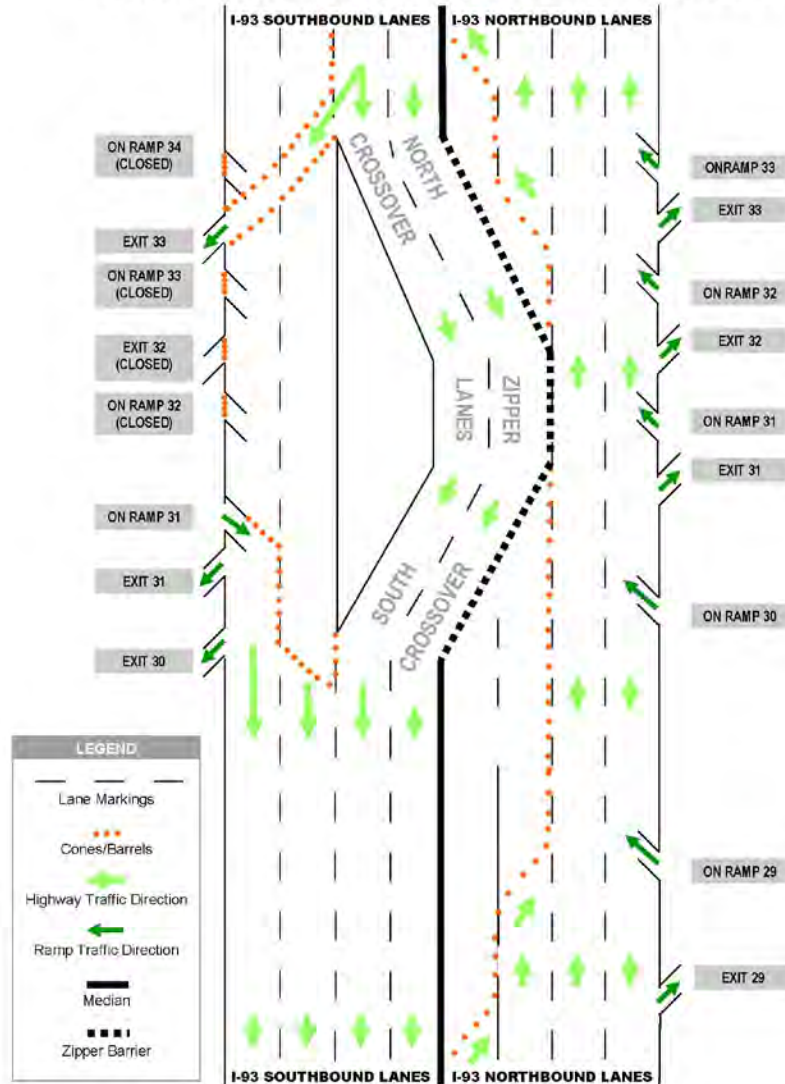 I-93 SOUTHBOUND LANES
I-93 NORTHBOUND LANES
ON RAMP 34
(CLOSED)
EXIT 33
ON RAMP 33
(CLOSED)
EXIT 32
(CLOSED)
ON RAMP 32
(CLOSED)
ON RAMP 31
EXIT 31
EXIT 30
NORTH
CROSSOVER
ZIPPER
LANES
SOUTH
CROSSOVER
ONRAMP 33
EXIT 33
ON RAMP 32
EXIT 32
ON RAMP 31
EXIT 31
ON RAMP 30
ON RAMP 29
EXIT 29
LEGEND
Lane Markings
Cones/Barrels
Highway Traffic Direction
Ramp Traffic Direction
Median
Zipper Barrier
I-93 SOUTHBOUND LANES
I-93 NORTHBOUND LANES